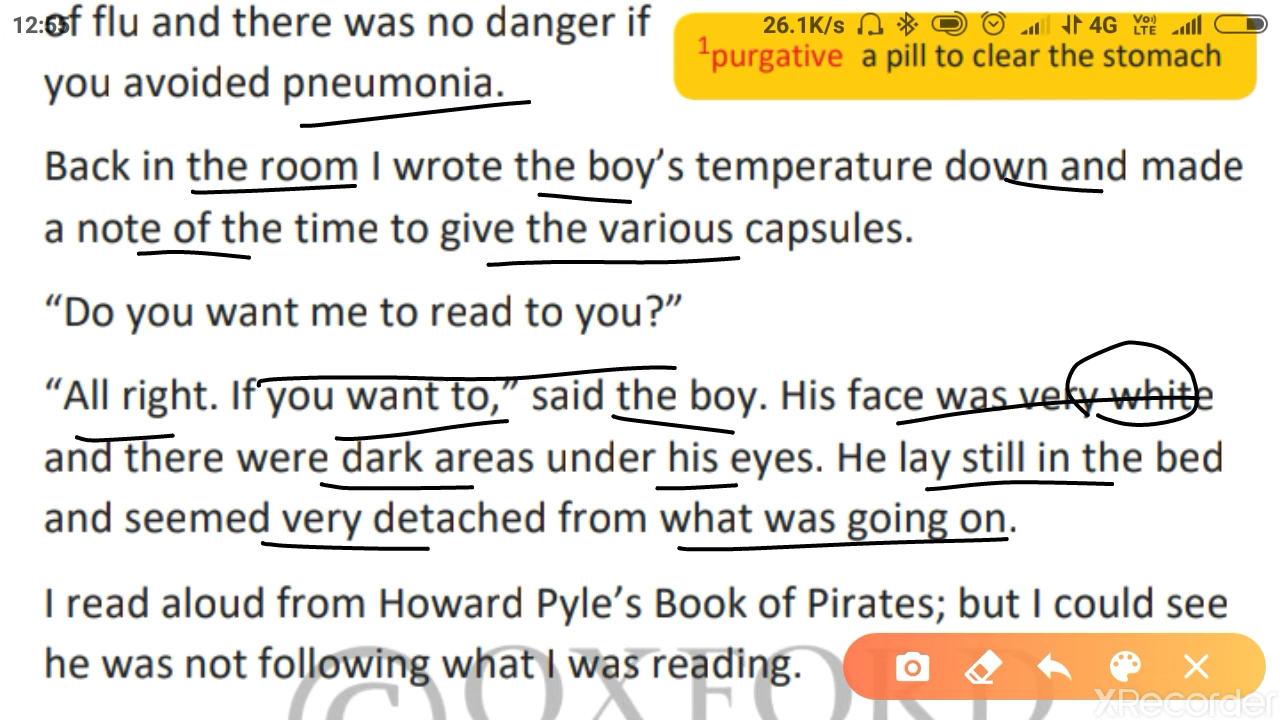 12:55
26.1K/s 4G Vo) LTE
of flu and there was no danger if
¹purgative a pill to clear the stomach
you avoided pneumonia.
Back in the room I wrote the boy’s temperature down and made
a note of the time to give the various capsules.
“Do you want me to read to you?”
“All right. If you want to,” said the boy. His face was very white
and there were dark areas under his eyes. He lay still in the bed
and seemed very detached from what was going on.
I read aloud from Howard Pyle’s Book of Pirates; but I could see
he was not following what I was reading.
© OXFORD
XRecorder